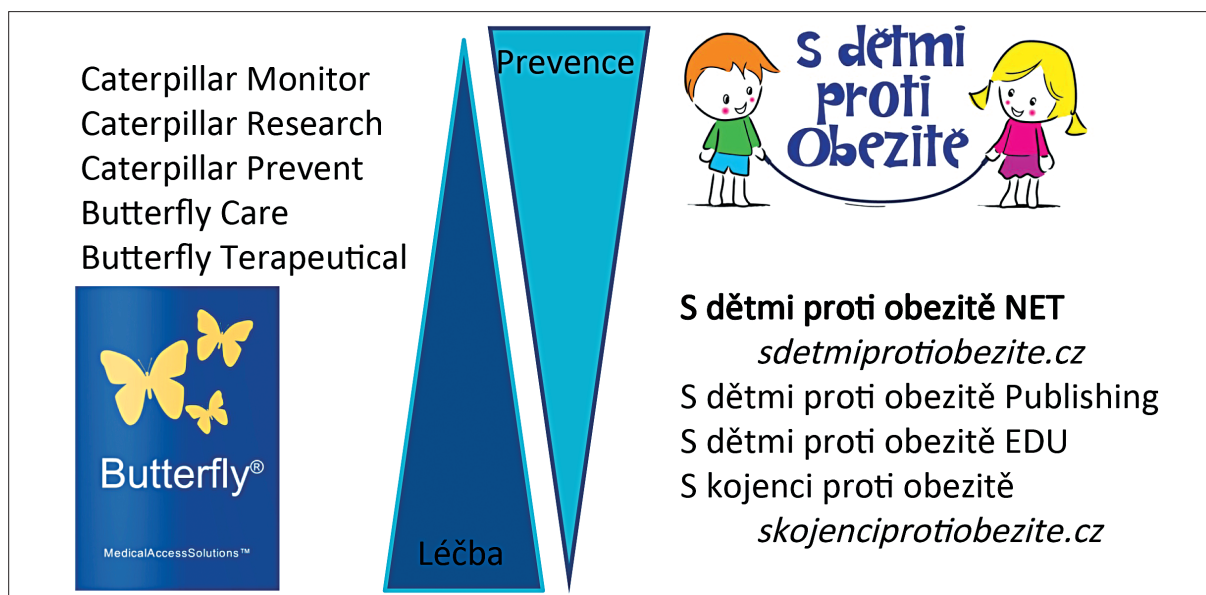 Caterpillar Monitor
Caterpillar Research
Caterpillar Prevent
Butterfly Care
Butterfly Terapeutical
Butterfly®
MedicalAccessSolutions™
Prevence
Léčba
S dětmi
proti
Obezitě
S dětmi proti obezitě NET
sdetmiprotiobezite.cz
S dětmi proti obezitě Publishing
S dětmi proti obezitě EDU
S kojenci proti obezitě
skojenciprotiobezite.cz